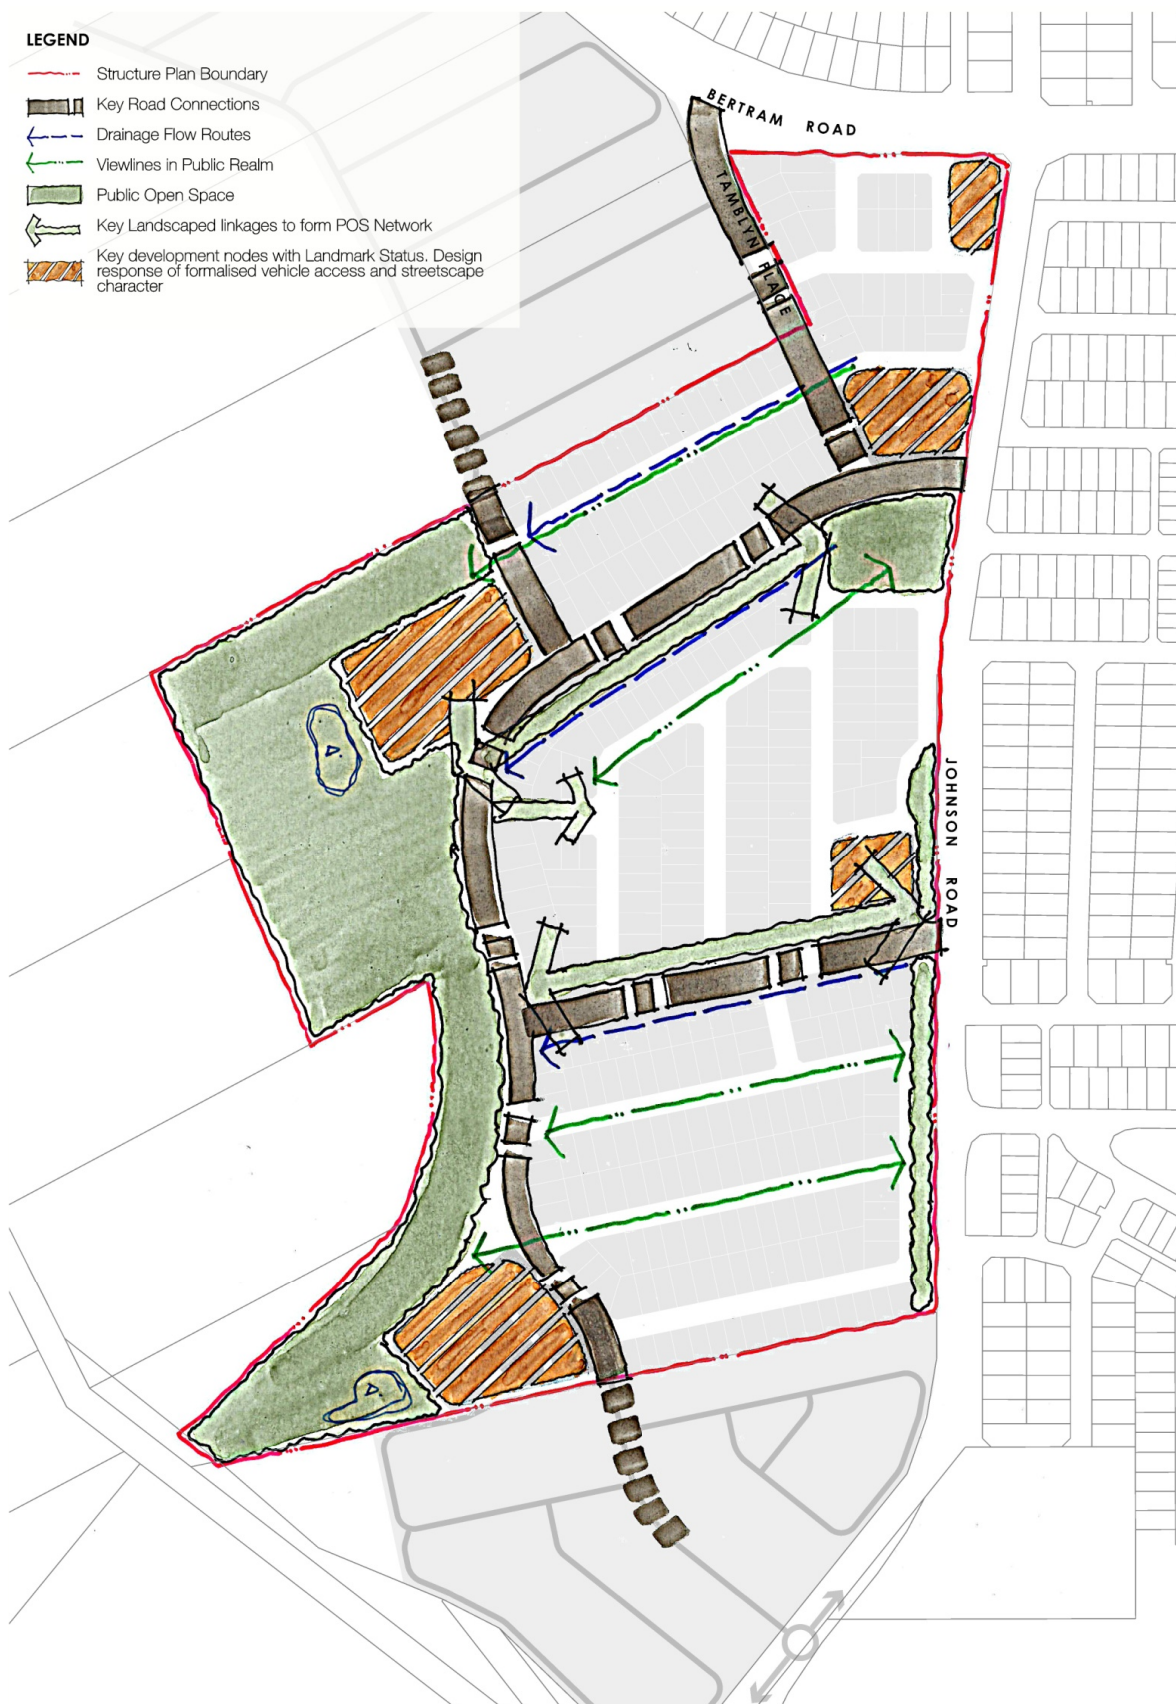 LEGEND
Structure Plan Boundary
Key Road Connections
Drainage Flow Routes
Viewlines in Public Realm
Public Open Space
Key Landscaped linkages to form POS Network
Key development nodes with Landmark Status. Design
response of formalised vehicle access and streetscape
character
BERTRAM ROAD
TAMBLYN PLACE
JOHNSON ROAD